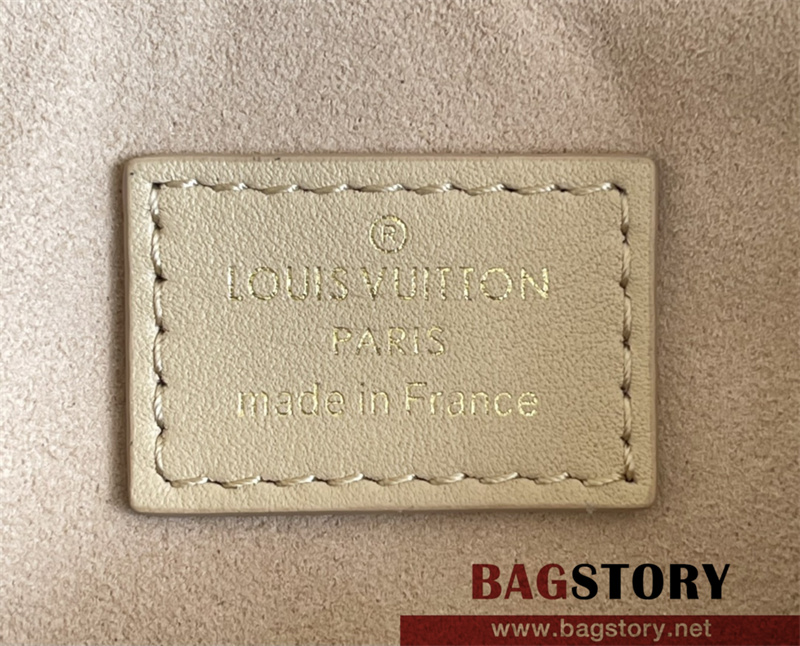 ®
LOUIS VUITTON
PARIS
made in France
BAGSTORY
www.bagstory.net